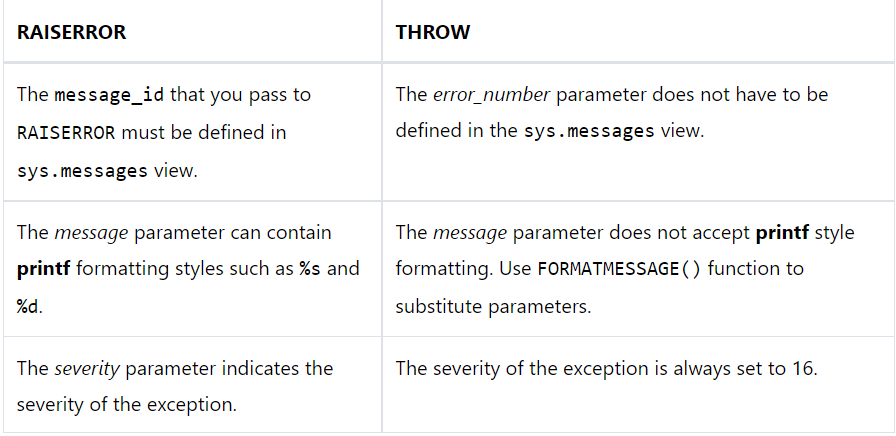 RAISERROR
THROW
The message_id that you pass to
RAISERROR must be defined in
sys.messages view.
The error_number parameter does not have to be
defined in the sys.messages view.
The message parameter can contain
printf formatting styles such as %s and
%d.
The message parameter does not accept printf style
formatting. Use FORMATMESSAGE() function to
substitute parameters.
The severity parameter indicates the
severity of the exception.
The severity of the exception is always set to 16.